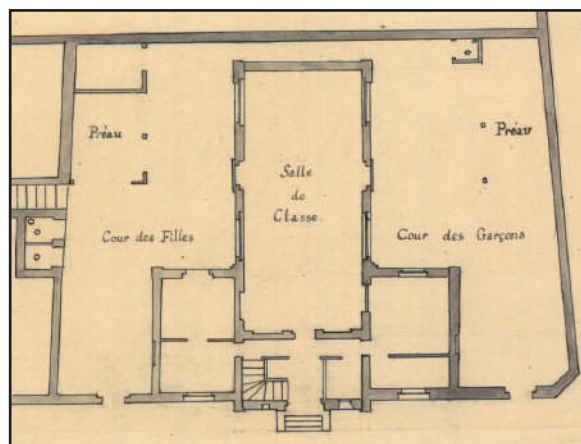 Préau
Cour des Filles
Salle
de
Classe.
Préau
Cour des Garçons